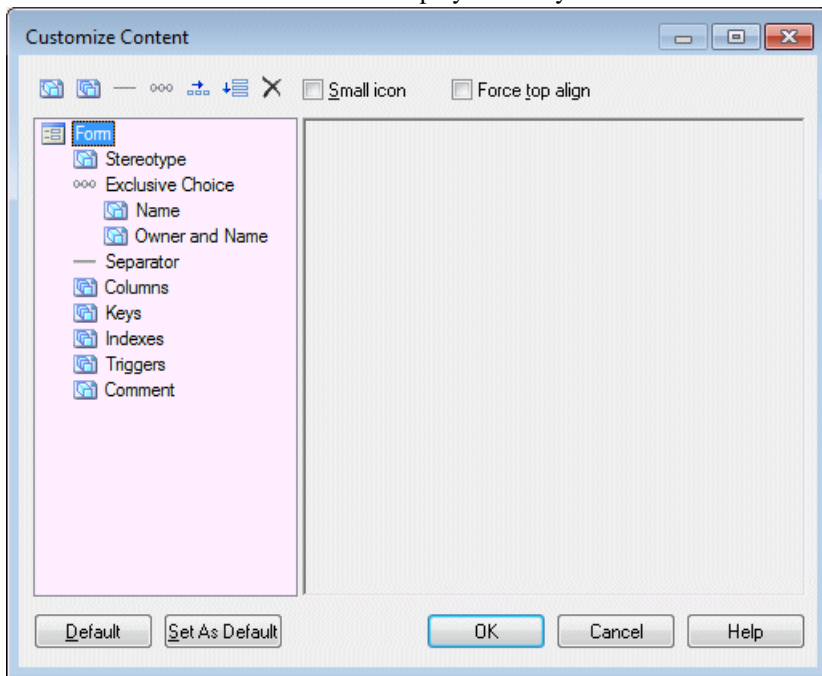 Customize Content
Small icon
Force top align
Form
Stereotype
Exclusive Choice
Name
Owner and Name
Separator
Columns
Keys
Indexes
Triggers
Comment
Default
Set As Default
OK
Cancel
Help